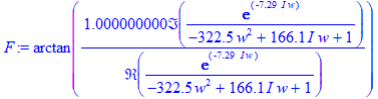 F := arctan(1.000000000ℑ(e^(-7.29 I w)/(-322.5 w^2 + 166.1 I w + 1))/ℜ(e^(-7.29 I w)/(-322.5 w^2 + 166.1 I w + 1)))